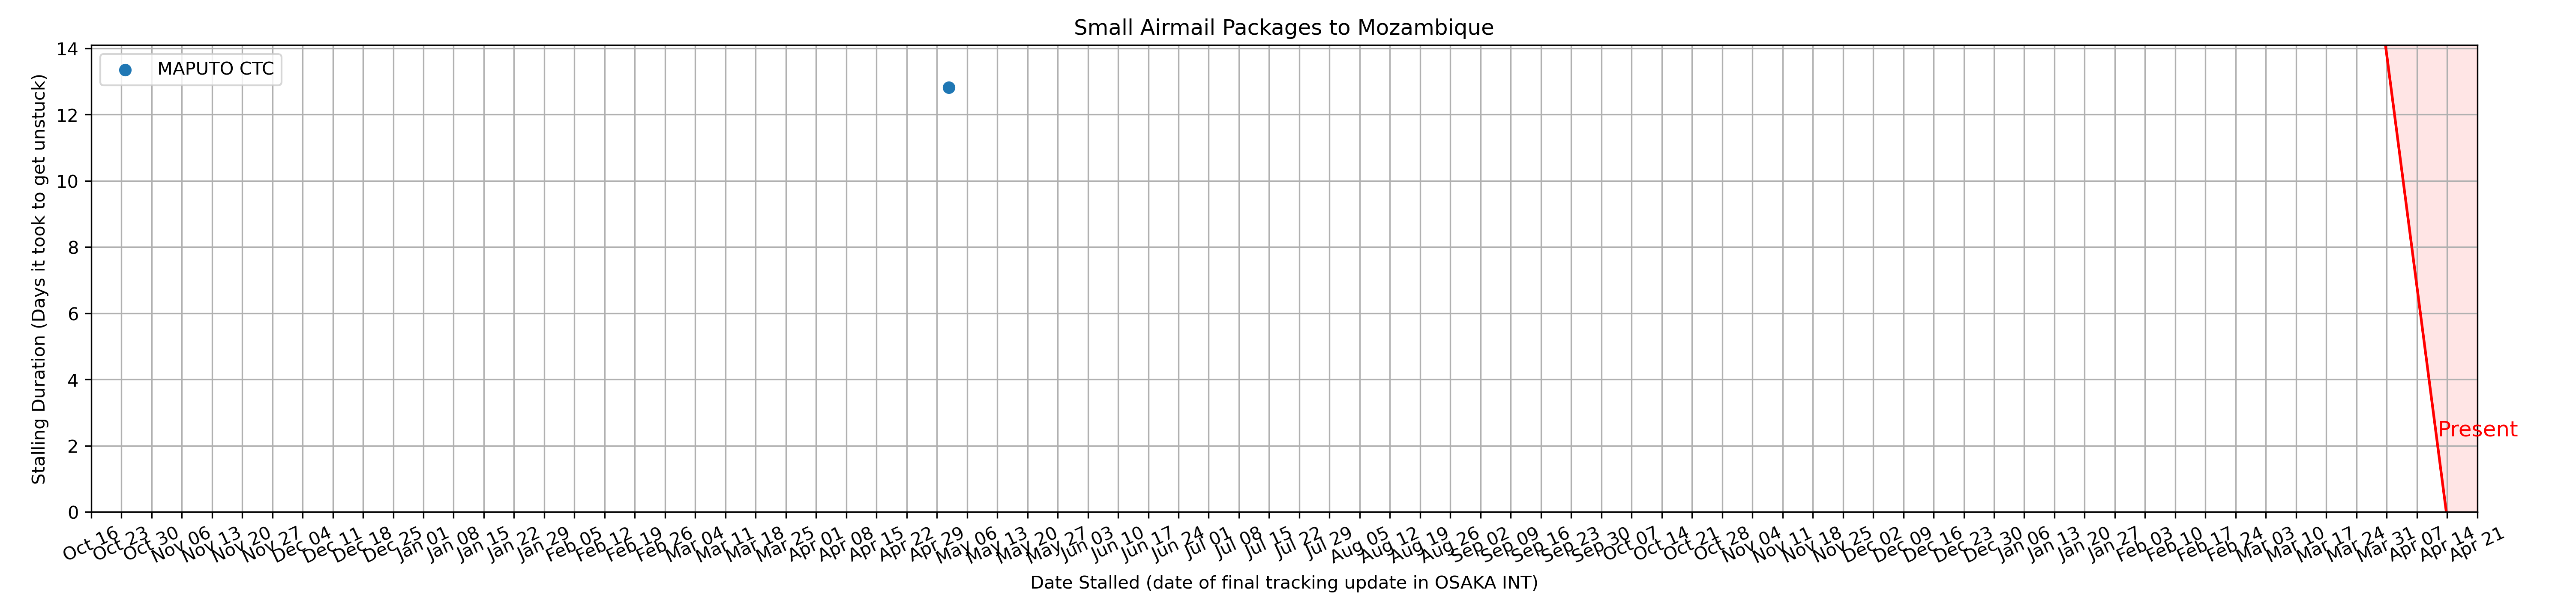 Small Airmail Packages to Mozambique
MAPUTO CTC
Stalling Duration (Days it took to get unstuck)
14
12
10
8
6
4
2
0
Present
Oct 16 Oct 23 Oct 30 Nov 06 Nov 13 Nov 20 Nov 27 Dec 04 Dec 11 Dec 18 Dec 25 Jan 01 Jan 08 Jan 15 Jan 22 Jan 29 Feb 05 Feb 12 Feb 19 Feb 26 Mar 04 Mar 11 Mar 18 Mar 25 Apr 01 Apr 08 Apr 15 Apr 22 Apr 29 May 06 May 13 May 20 May 27 Jun 03 Jun 10 Jun 17 Jun 24 Jul 01 Jul 08 Jul 15 Jul 22 Jul 29 Aug 05 Aug 12 Aug 19 Aug 26 Sep 02 Sep 09 Sep 16 Sep 23 Sep 30 Oct 07 Oct 14 Oct 21 Oct 28 Nov 04 Nov 11 Nov 18 Nov 25 Dec 02 Dec 09 Dec 16 Dec 23 Dec 30 Jan 06 Jan 13 Jan 20 Jan 27 Feb 03 Feb 10 Feb 17 Feb 24 Mar 03 Mar 10 Mar 17 Mar 24 Mar 31 Apr 07 Apr 14 Apr 21
Date Stalled (date of final tracking update in OSAKA INT)